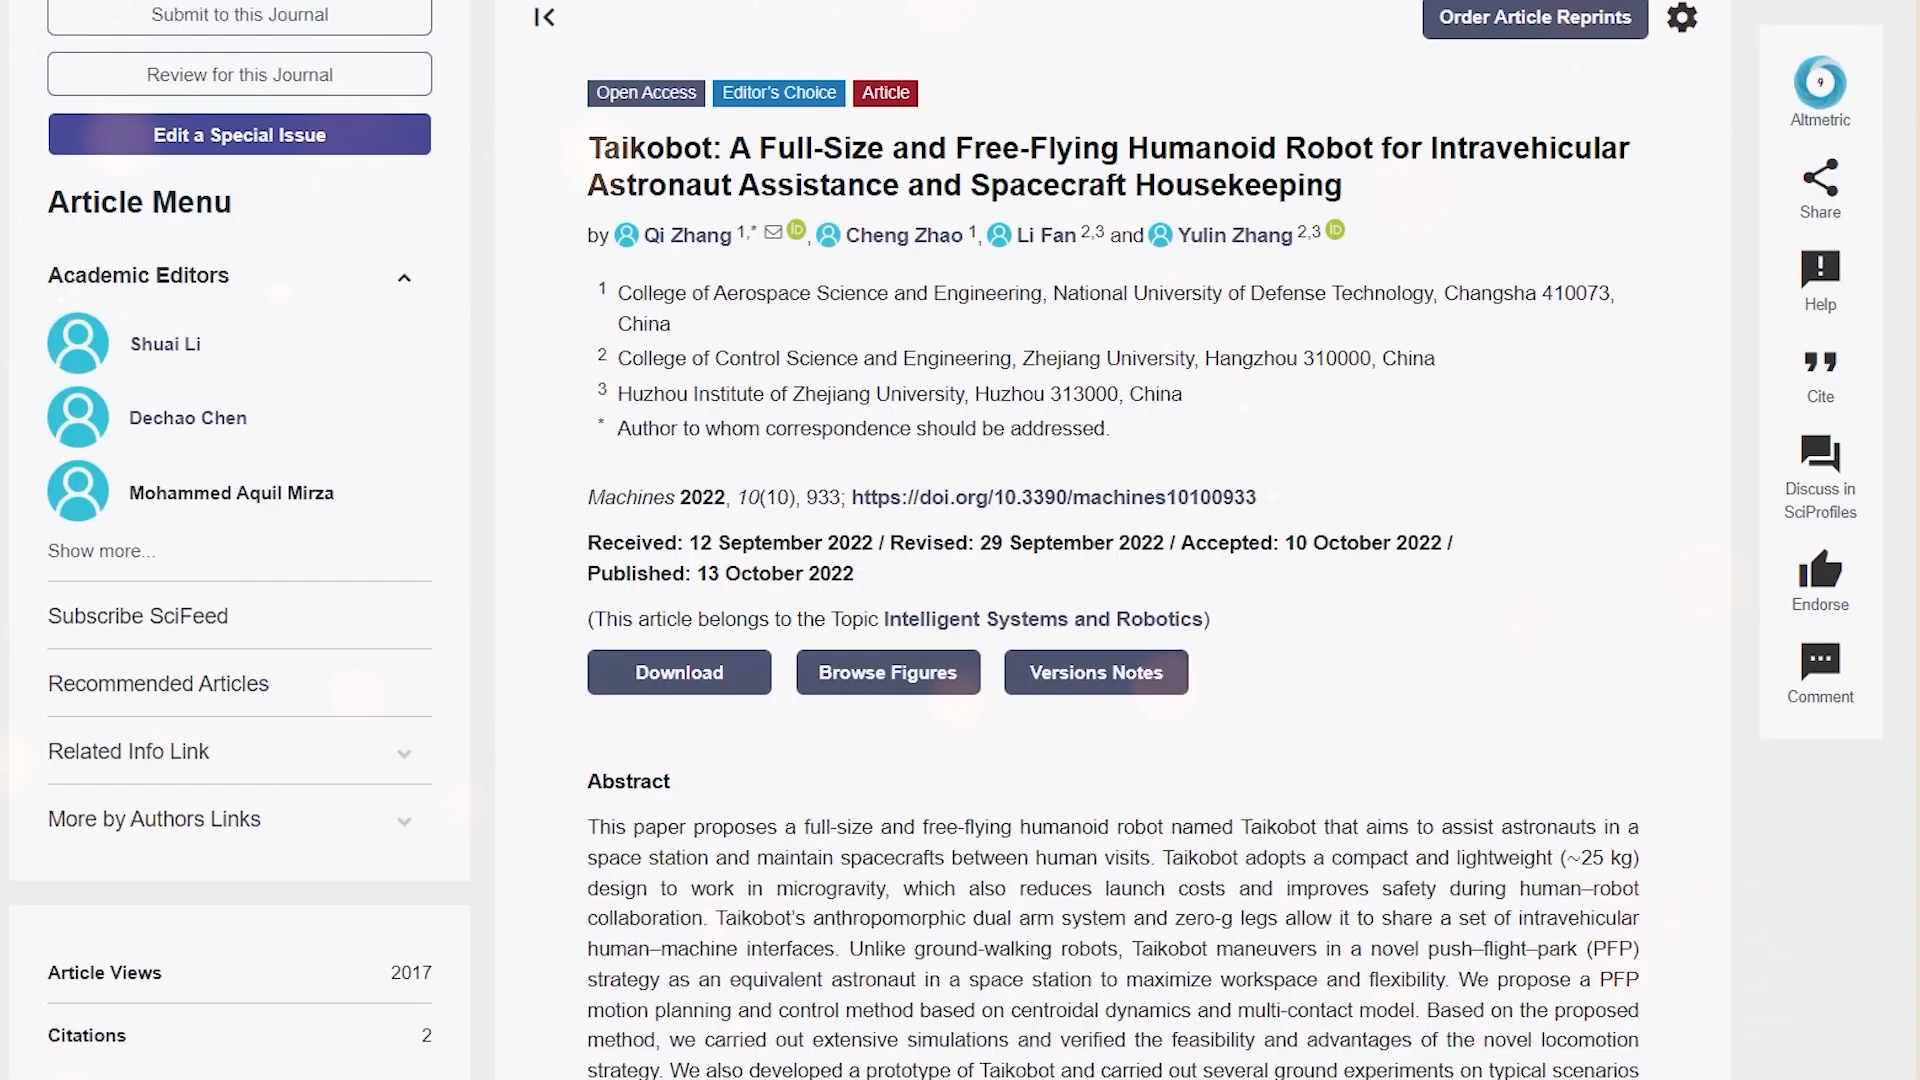 Submit to this Journal
Review for this Journal
Edit a Special Issue
Article Menu
Academic Editors
Shuai Li
Dechao Chen
Mohammed Aquil Mirza
Show more...
Subscribe SciFeed
Recommended Articles
Related Info Link
More by Authors Links
Article Views 2017
Citations 2
Order Article Reprints
Open Access Editor's Choice Article
Taikobot: A Full-Size and Free-Flying Humanoid Robot for Intravehicular
Astronaut Assistance and Spacecraft Housekeeping
by Qi Zhang 1,* iD, Cheng Zhao 1, Li Fan 2,3 and Yulin Zhang 2,3 iD
1 College of Aerospace Science and Engineering, National University of Defense Technology, Changsha 410073,
China
2 College of Control Science and Engineering, Zhejiang University, Hangzhou 310000, China
3 Huzhou Institute of Zhejiang University, Huzhou 313000, China
* Author to whom correspondence should be addressed.
Machines 2022, 10(10), 933; https://doi.org/10.3390/machines10100933
Received: 12 September 2022 / Revised: 29 September 2022 / Accepted: 10 October 2022 /
Published: 13 October 2022
(This article belongs to the Topic Intelligent Systems and Robotics)
Download Browse Figures Versions Notes
Abstract
This paper proposes a full-size and free-flying humanoid robot named Taikobot that aims to assist astronauts in a
space station and maintain spacecrafts between human visits. Taikobot adopts a compact and lightweight (~25 kg)
design to work in microgravity, which also reduces launch costs and improves safety during human–robot
collaboration. Taikobot's anthropomorphic dual arm system and zero-g legs allow it to share a set of intravehicular
human–machine interfaces. Unlike ground-walking robots, Taikobot maneuvers in a novel push–flight–park (PFP)
strategy as an equivalent astronaut in a space station to maximize workspace and flexibility. We propose a PFP
motion planning and control method based on centroidal dynamics and multi-contact model. Based on the proposed
method, we carried out extensive simulations and verified the feasibility and advantages of the novel locomotion
strategy. We also developed a prototype of Taikobot and carried out several ground experiments on typical scenarios
9
Altmetric
Share
Help
Cite
Discuss in
SciProfiles
Endorse
Comment